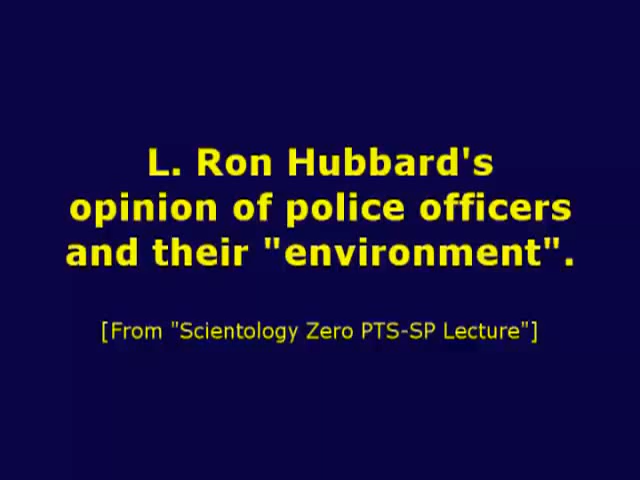 L. Ron Hubbard's
opinion of police officers
and their "environment".
[From "Scientology Zero PTS-SP Lecture"]